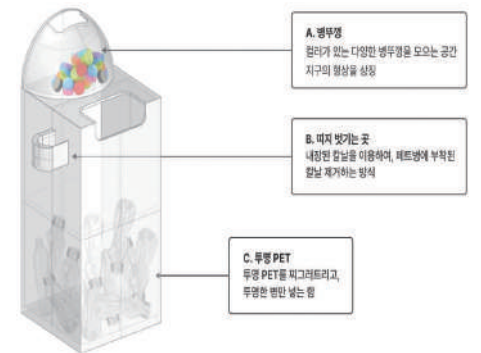 A. 병뚜껑
컬러가 있는 다양한 병뚜껑을 모으는 공간
지구의 형상을 상징
B. 띠지 벗기는 곳
내장된 칼날을 이용하여, 페트병에 부착된
칼날 제거하는 방식
C. 투명 PET
투명 PET를 찌그러트리고,
투명한 병만 넣는 함